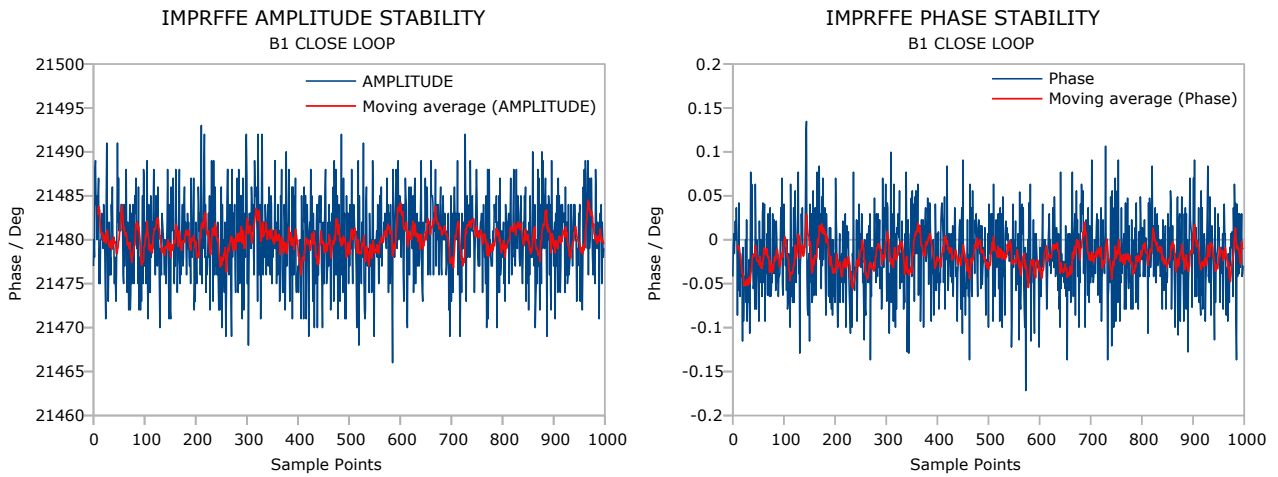 IMPRFFE AMPLITUDE STABILITY
B1 CLOSE LOOP
AMPLITUDE
Moving average (AMPLITUDE)
21500
21495
21490
21485
21480
21475
21470
21465
21460
Phase / Deg
0 100 200 300 400 500 600 700 800 900 1000
Sample Points
IMPRFFE PHASE STABILITY
B1 CLOSE LOOP
Phase
Moving average (Phase)
0.2
0.15
0.1
0.05
0
-0.05
-0.1
-0.15
-0.2
Phase / Deg
0 100 200 300 400 500 600 700 800 900 1000
Sample Points